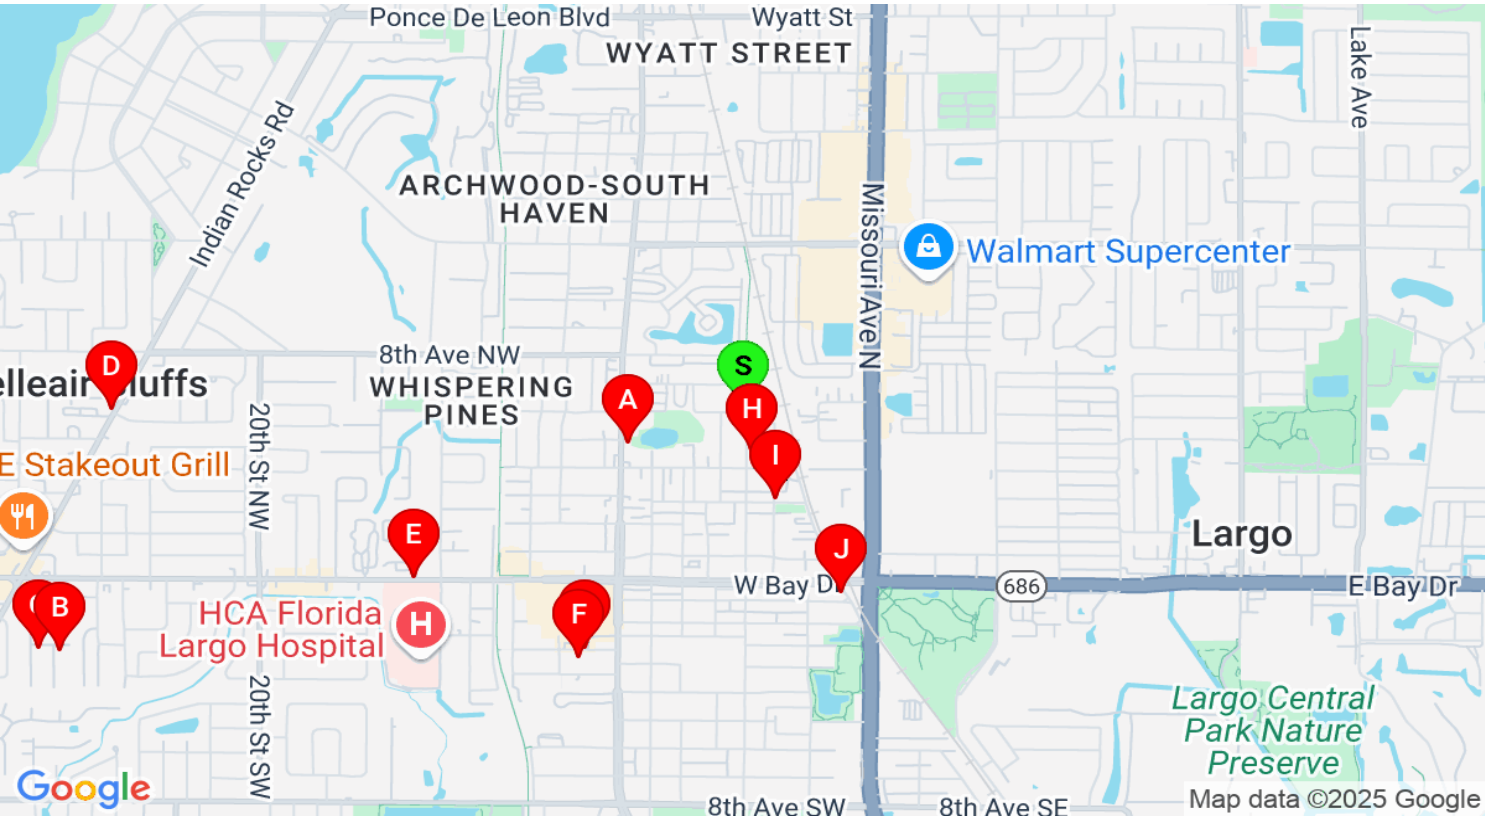 Ponce De Leon Blvd
Wyatt St
WYATT STREET
Lake Ave
Indian Rocks Rd
ARCHWOOD-SOUTH
HAVEN
Missouri Ave N
Walmart Supercenter
8th Ave NW
WHISPERING
PINES
S
D
elleair Bluffs
A
H
I
20th St NW
E Stakeout Grill
E
J
Largo
W Bay Dr
686
E Bay Dr
B
F
HCA Florida
Largo Hospital
H
20th St SW
Largo Central
Park Nature
Preserve
Google
8th Ave SW
8th Ave SE
Map data ©2025 Google